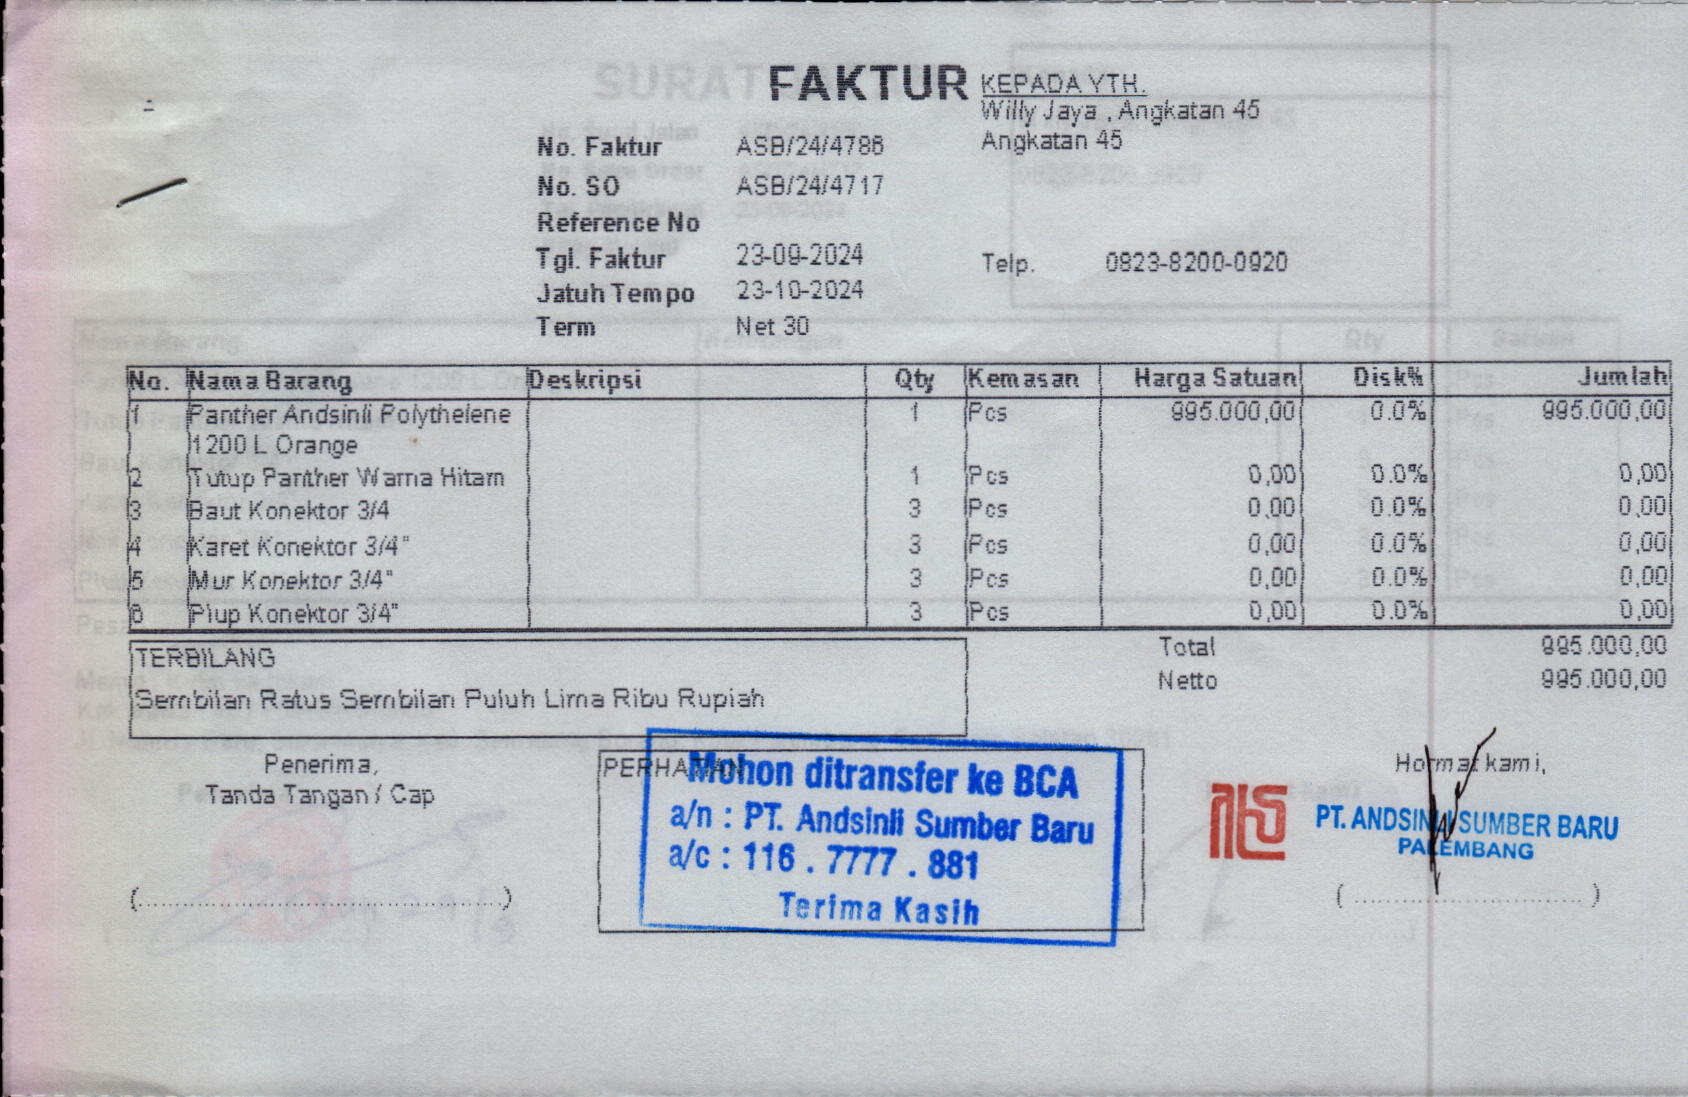 FAKTUR
KEPADA YTH.
Willy Jaya , Angkatan 45
Angkatan 45
No. Faktur ASB/24/4786
No. SO ASB/24/4717
Reference No
Tgl. Faktur 23-09-2024
Telp. 0823-8200-0920
Jatuh Tempo 23-10-2024
Term Net 30
No. Nama Barang Deskripsi Qty Kemasan Harga Satuan Disk% Jumlah
1 Panther Andsinli Polythelene 1 Pcs 995.000,00 0.0% 995.000,00
1200 L Orange
2 Tutup Panther Warna Hitam 1 Pcs 0,00 0.0% 0,00
3 Baut Konektor 3/4 3 Pcs 0,00 0.0% 0,00
4 Karet Konektor 3/4" 3 Pcs 0,00 0.0% 0,00
5 Mur Konektor 3/4" 3 Pcs 0,00 0.0% 0,00
6 Plup Konektor 3/4" 3 Pcs 0,00 0.0% 0,00
Total 995.000,00
Netto 995.000,00
TERBILANG
Sembilan Ratus Sembilan Puluh Lima Ribu Rupiah
Penerima,
Tanda Tangan / Cap
(..............................................)
PERHATIAN
Mohon ditransfer ke BCA
a/n : PT. Andsinli Sumber Baru
a/c : 116 . 7777 . 881
Terima Kasih
Hormat kami,
PT. ANDSINLI SUMBER BARU
PALEMBANG
( ............................. )